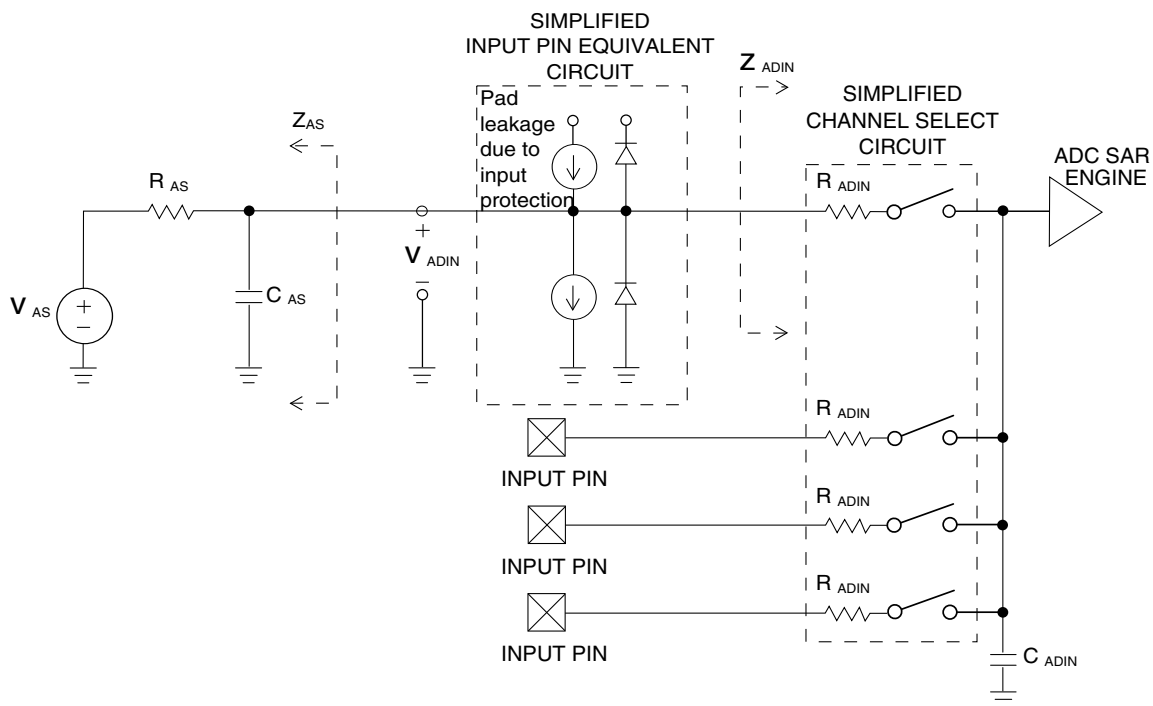 SIMPLIFIED
INPUT PIN EQUIVALENT
CIRCUIT
Pad
leakage
due to
input
protection
ZAS
Z ADIN
SIMPLIFIED
CHANNEL SELECT
CIRCUIT
ADC SAR
ENGINE
R AS
R ADIN
+
V ADIN
–
V AS
+
–
C AS
R ADIN
INPUT PIN
R ADIN
INPUT PIN
R ADIN
INPUT PIN
C ADIN